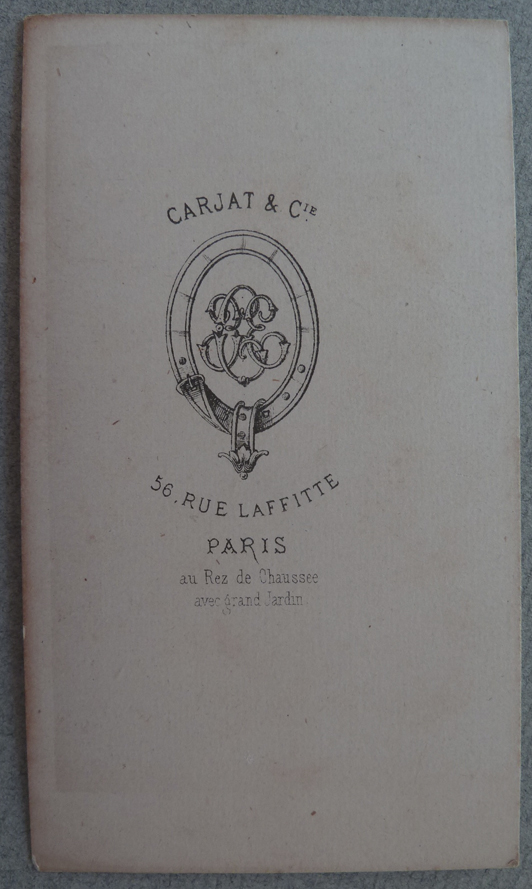 CARJAT & CIE
56, RUE LAFFITTE
PARIS
au Rez de Chaussee
avec grand Jardin